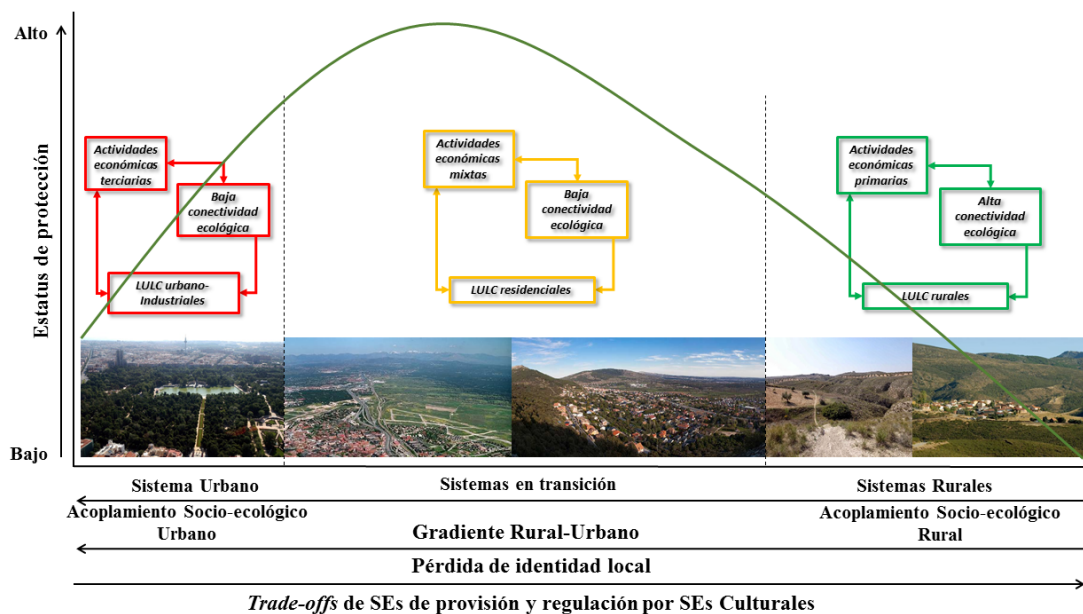 Alto
Estatus de protección
Bajo
Actividades
económicas
terciarias
Baja
conectividad
ecológica
LULC urbano-
Industriales
Actividades
económicas
mixtas
Baja
conectividad
ecológica
LULC residenciales
Actividades
económicas
primarias
Alta
conectividad
ecológica
LULC rurales
Sistema Urbano
Sistemas en transición
Sistemas Rurales
Acoplamiento Socio-ecológico
Urbano
Gradiente Rural-Urbano
Acoplamiento Socio-ecológico
Rural
Pérdida de identidad local
Trade-offs de SEs de provisión y regulación por SEs Culturales